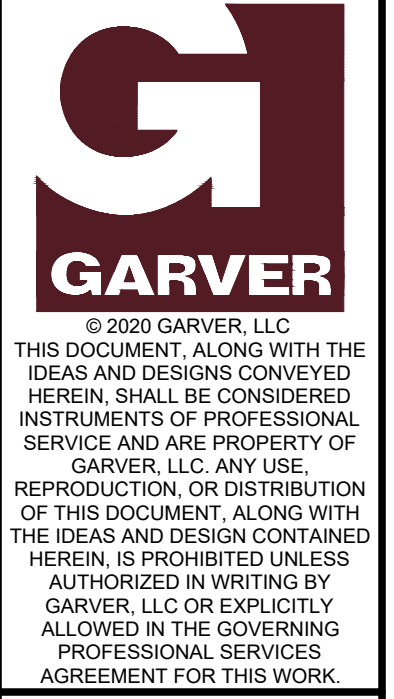 GARVER
© 2020 GARVER, LLC
THIS DOCUMENT, ALONG WITH THE
IDEAS AND DESIGNS CONVEYED
HEREIN, SHALL BE CONSIDERED
INSTRUMENTS OF PROFESSIONAL
SERVICE AND ARE PROPERTY OF
GARVER, LLC. ANY USE,
REPRODUCTION, OR DISTRIBUTION
OF THIS DOCUMENT, ALONG WITH
THE IDEAS AND DESIGN CONTAINED
HEREIN, IS PROHIBITED UNLESS
AUTHORIZED IN WRITING BY
GARVER, LLC OR EXPLICITLY
ALLOWED IN THE GOVERNING
PROFESSIONAL SERVICES
AGREEMENT FOR THIS WORK.